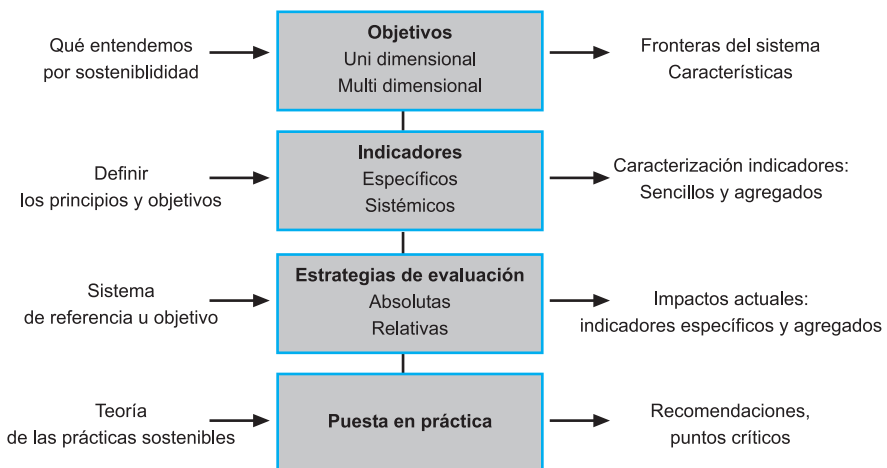 Qué entendemos
por sosteniblididad
Objetivos
Uni dimensional
Multi dimensional
Fronteras del sistema
Características
Definir
los principios y objetivos
Indicadores
Específicos
Sistémicos
Caracterización indicadores:
Sencillos y agregados
Sistema
de referencia u objetivo
Estrategias de evaluación
Absolutas
Relativas
Impactos actuales:
indicadores específicos y agregados
Teoría
de las prácticas sostenibles
Puesta en práctica
Recomendaciones,
puntos críticos